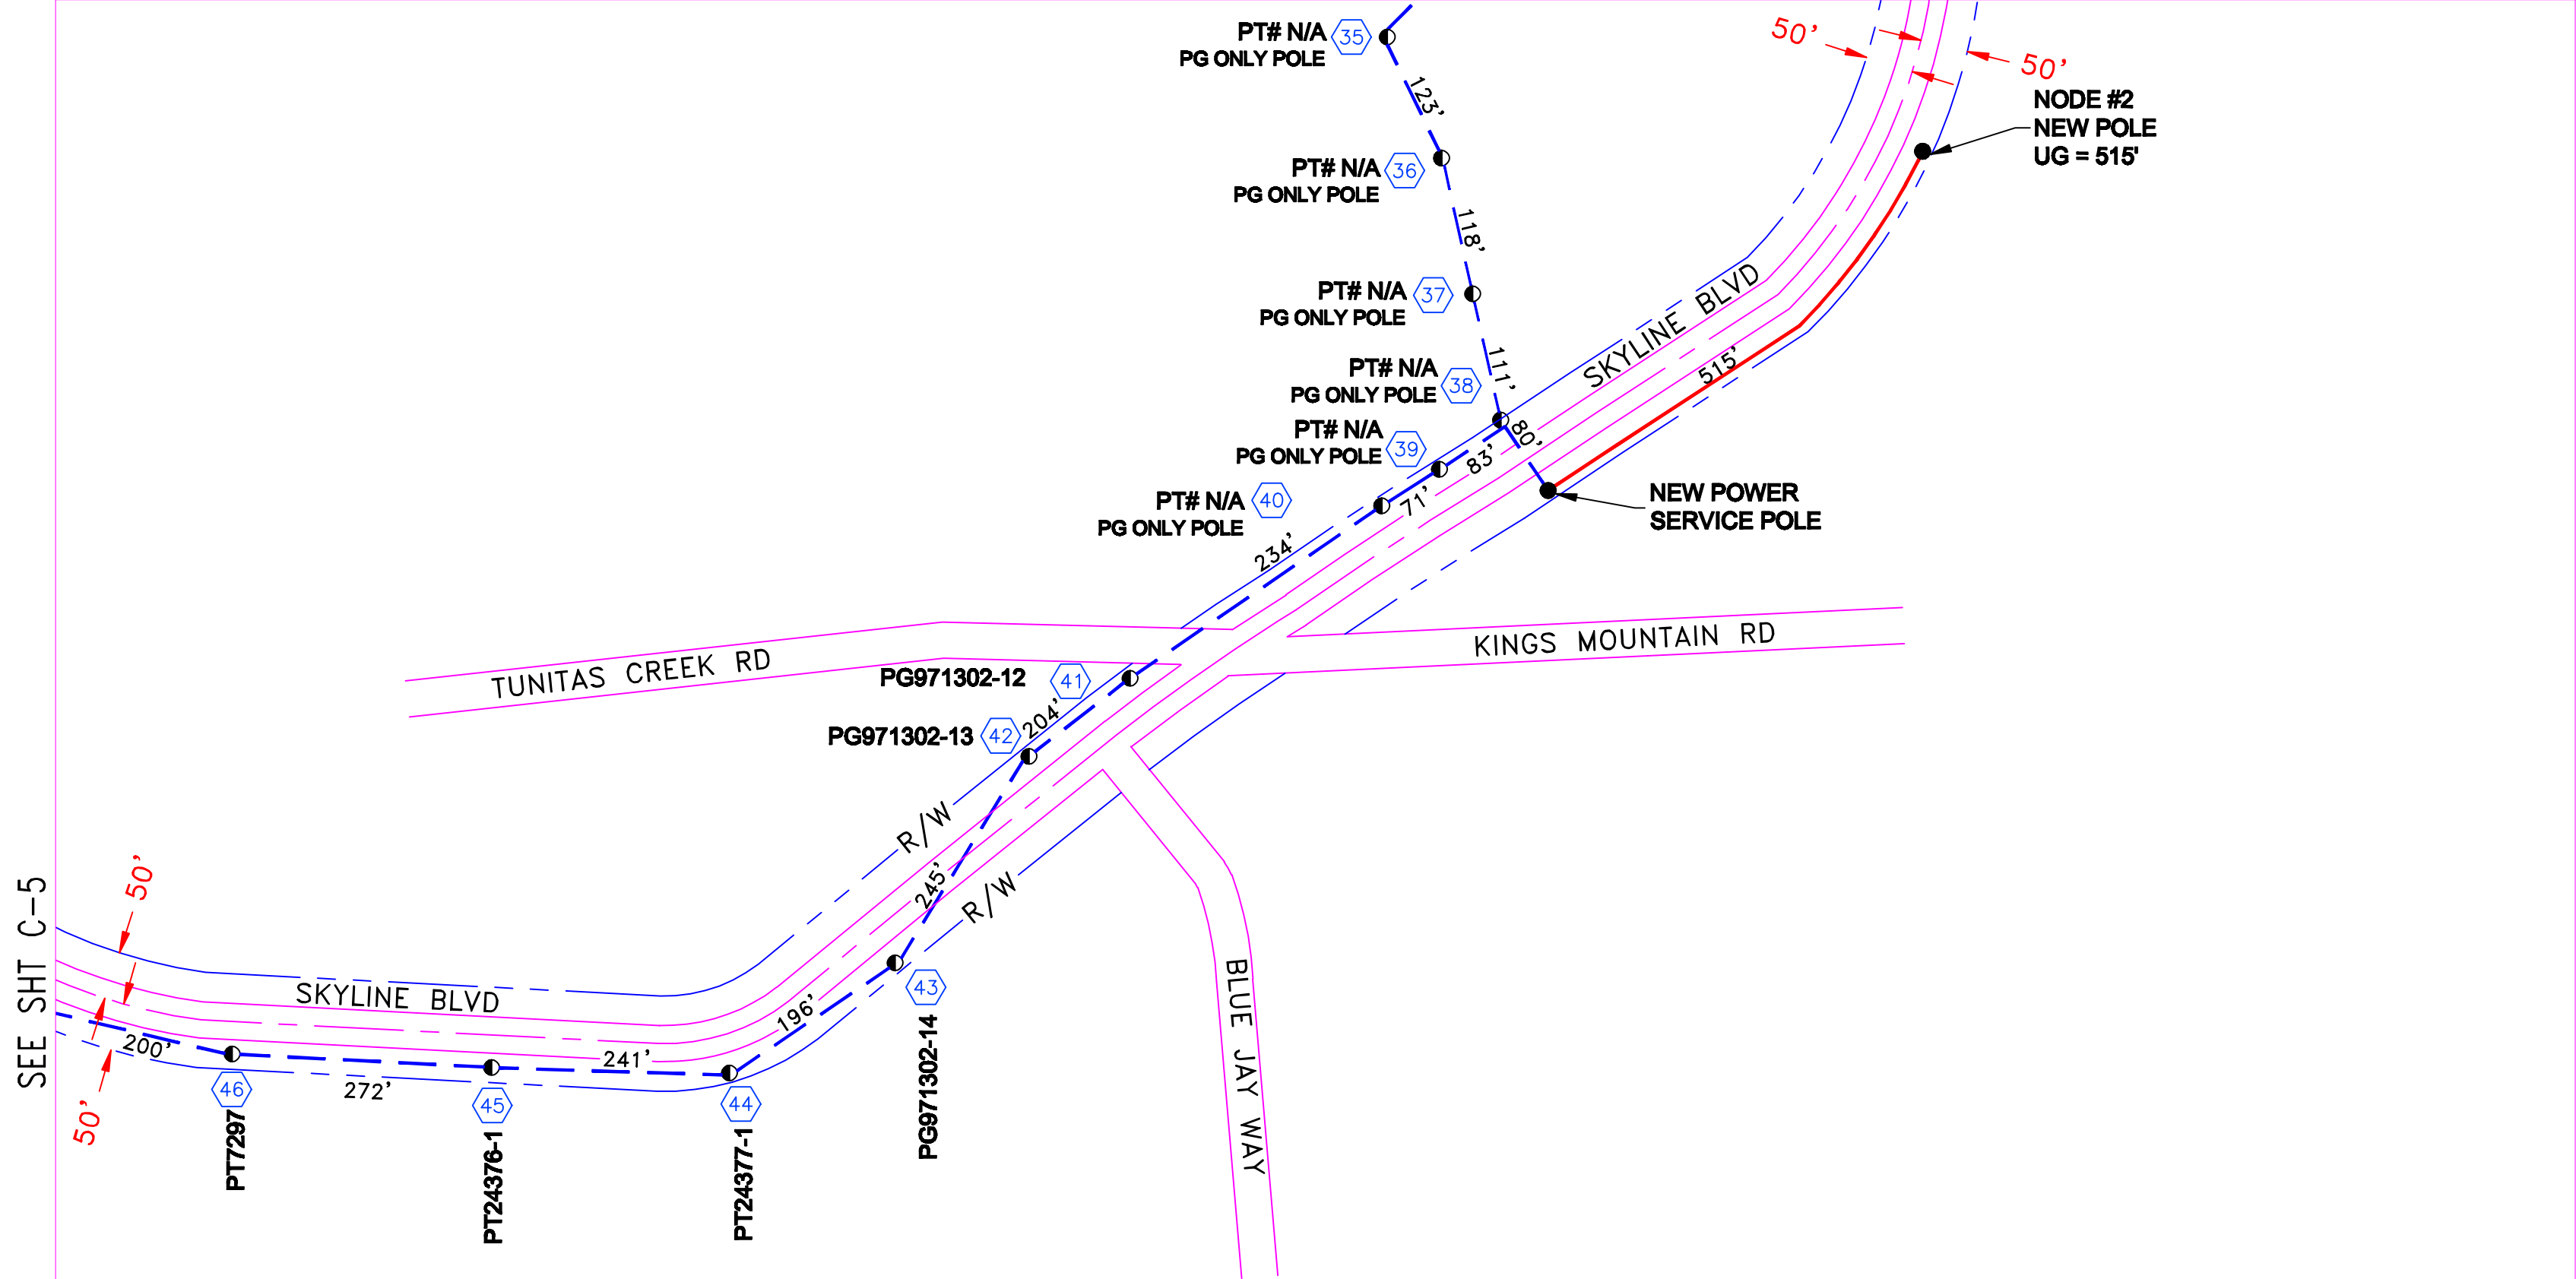 PT# N/A 35
PG ONLY POLE
50'
50'
123'
NODE #2
NEW POLE
UG = 515'
PT# N/A 36
PG ONLY POLE
118'
PT# N/A 37
PG ONLY POLE
SKYLINE BLVD
111'
PT# N/A 38
PG ONLY POLE
515'
PT# N/A 39
PG ONLY POLE
80'
83'
71'
PT# N/A 40
PG ONLY POLE
NEW POWER
SERVICE POLE
234'
KINGS MOUNTAIN RD
TUNITAS CREEK RD
PG971302-12 41
204'
PG971302-13 42
R/W
R/W
245'
50'
SEE SHT C-5
SKYLINE BLVD
43
PG971302-14
BLUE JAY WAY
196'
200'
241'
272'
50'
46
PT7297
45
PT24376-1
44
PT24377-1